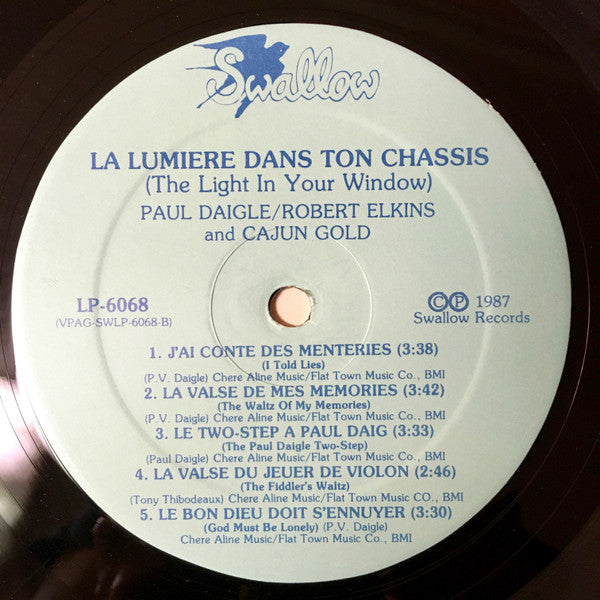 Swallow
LA LUMIERE DANS TON CHASSIS
(The Light In Your Window)
PAUL DAIGLE/ROBERT ELKINS
and CAJUN GOLD
LP-6068
(VPAG-SWLP-6068-B)
© ℗ 1987
Swallow Records
1. J'AI CONTE DES MENTERIES (3:38)
(I Told Lies)
(P.V. Daigle) Chere Aline Music/Flat Town Music Co., BMI
2. LA VALSE DE MES MEMORIES (3:42)
(The Waltz Of My Memories)
(P.V. Daigle) Chere Aline Music/Flat Town Music Co., BMI
3. LE TWO-STEP A PAUL DAIG (3:33)
(The Paul Daigle Two-Step)
(Paul Daigle) Chere Aline Music/Flat Town Music Co., BMI
4. LA VALSE DU JEUER DE VIOLON (2:46)
(The Fiddler's Waltz)
(Tony Thibodeaux) Chere Aline Music/Flat Town Music CO., BMI
5. LE BON DIEU DOIT S'ENNUYER (3:30)
(God Must Be Lonely) (P.V. Daigle)
Chere Aline Music/Flat Town Music Co., BMI